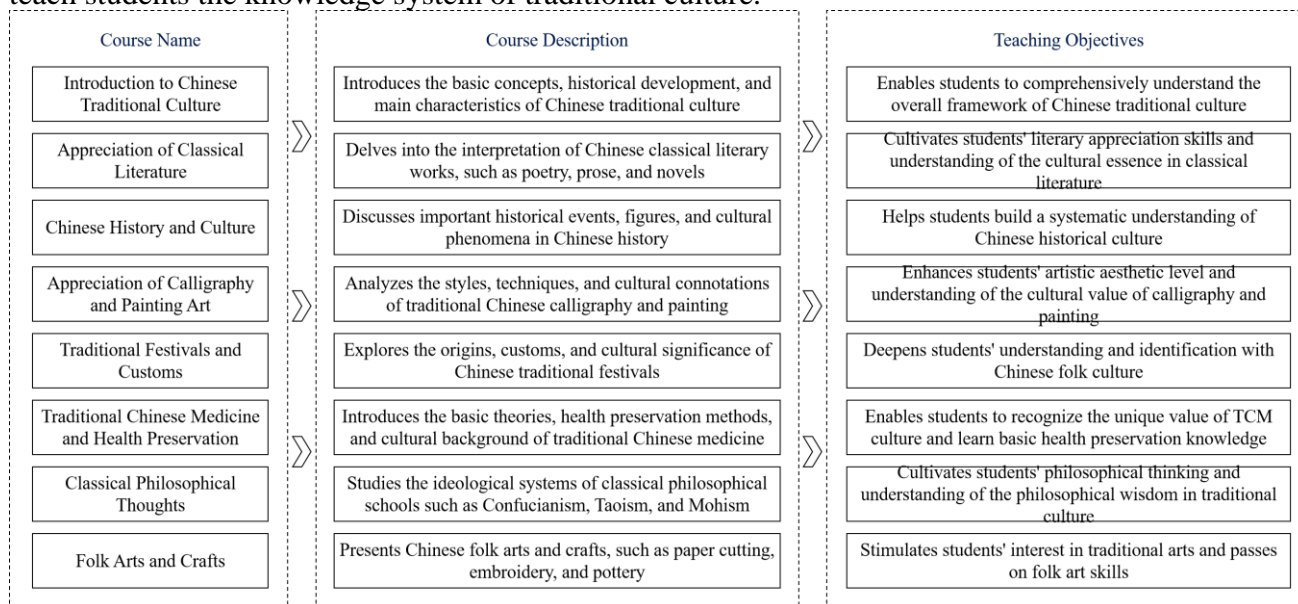 teach students the knowledge system of traditional culture.
Course Name
Course Description
Teaching Objectives
Introduction to Chinese
Traditional Culture
Introduces the basic concepts, historical development, and
main characteristics of Chinese traditional culture
Enables students to comprehensively understand the
overall framework of Chinese traditional culture
Appreciation of Classical
Literature
Delves into the interpretation of Chinese classical literary
works, such as poetry, prose, and novels
Cultivates students' literary appreciation skills and
understanding of the cultural essence in classical
literature
Chinese History and Culture
Discusses important historical events, figures, and cultural
phenomena in Chinese history
Helps students build a systematic understanding of
Chinese historical culture
Appreciation of Calligraphy
and Painting Art
Analyzes the styles, techniques, and cultural connotations
of traditional Chinese calligraphy and painting
Enhances students' artistic aesthetic level and
understanding of the cultural value of calligraphy and
painting
Traditional Festivals and
Customs
Explores the origins, customs, and cultural significance of
Chinese traditional festivals
Deepens students' understanding and identification with
Chinese folk culture
Traditional Chinese Medicine
and Health Preservation
Introduces the basic theories, health preservation methods,
and cultural background of traditional Chinese medicine
Enables students to recognize the unique value of TCM
culture and learn basic health preservation knowledge
Classical Philosophical
Thoughts
Studies the ideological systems of classical philosophical
schools such as Confucianism, Taoism, and Mohism
Cultivates students' philosophical thinking and
understanding of the philosophical wisdom in traditional
culture
Folk Arts and Crafts
Presents Chinese folk arts and crafts, such as paper cutting,
embroidery, and pottery
Stimulates students' interest in traditional arts and passes
on folk art skills